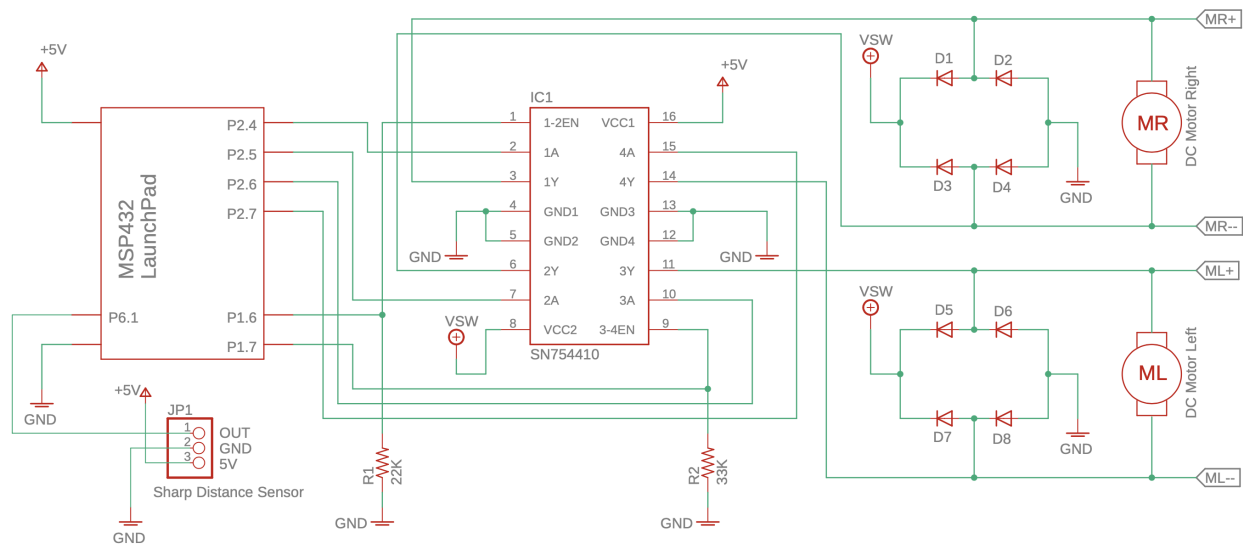 MR+
+5V
VSW
D1
D2
+5V
IC1
DC Motor Right
MR
1
1-2EN
VCC1
16
P2.4
2
1A
4A
15
P2.5
3
1Y
4Y
14
P2.6
D3
D4
GND
4
GND1
GND3
13
P2.7
MSP432
LaunchPad
5
GND2
GND4
12
MR--
GND
GND
6
2Y
3Y
11
ML+
7
2A
3A
10
VSW
D5
D6
P6.1
P1.6
VSW
8
VCC2
3-4EN
9
P1.7
SN754410
DC Motor Left
ML
+5V
JP1
GND
1
OUT
2
GND
3
5V
D7
D8
GND
R1
22K
R2
33K
ML--
Sharp Distance Sensor
GND
GND
GND